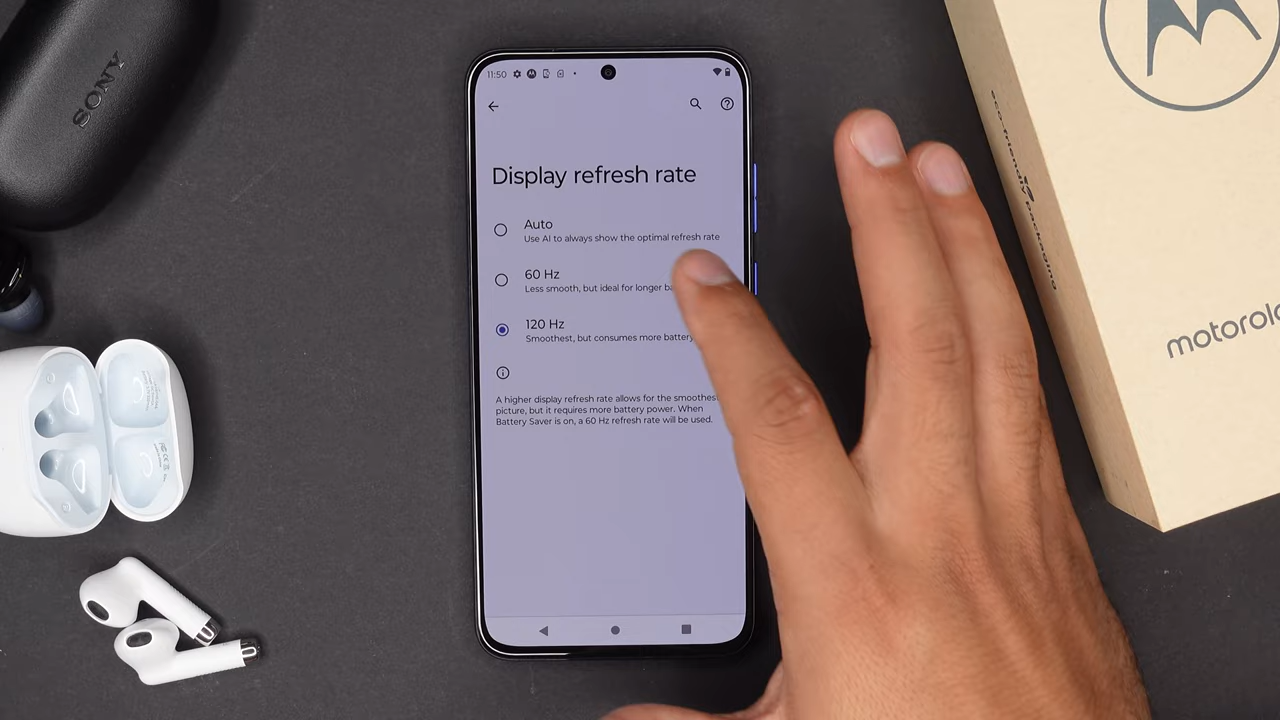 SONY
11:50
Display refresh rate
Auto
Use AI to always show the optimal refresh rate
60 Hz
Less smooth, but ideal for longer
120 Hz
Smoothest, but consumes more battery
A higher display refresh rate allows for the smoothest
picture, but it requires more battery power. When
Battery Saver is on, a 60 Hz refresh rate will be used.
eco-friendly packaging
motorola